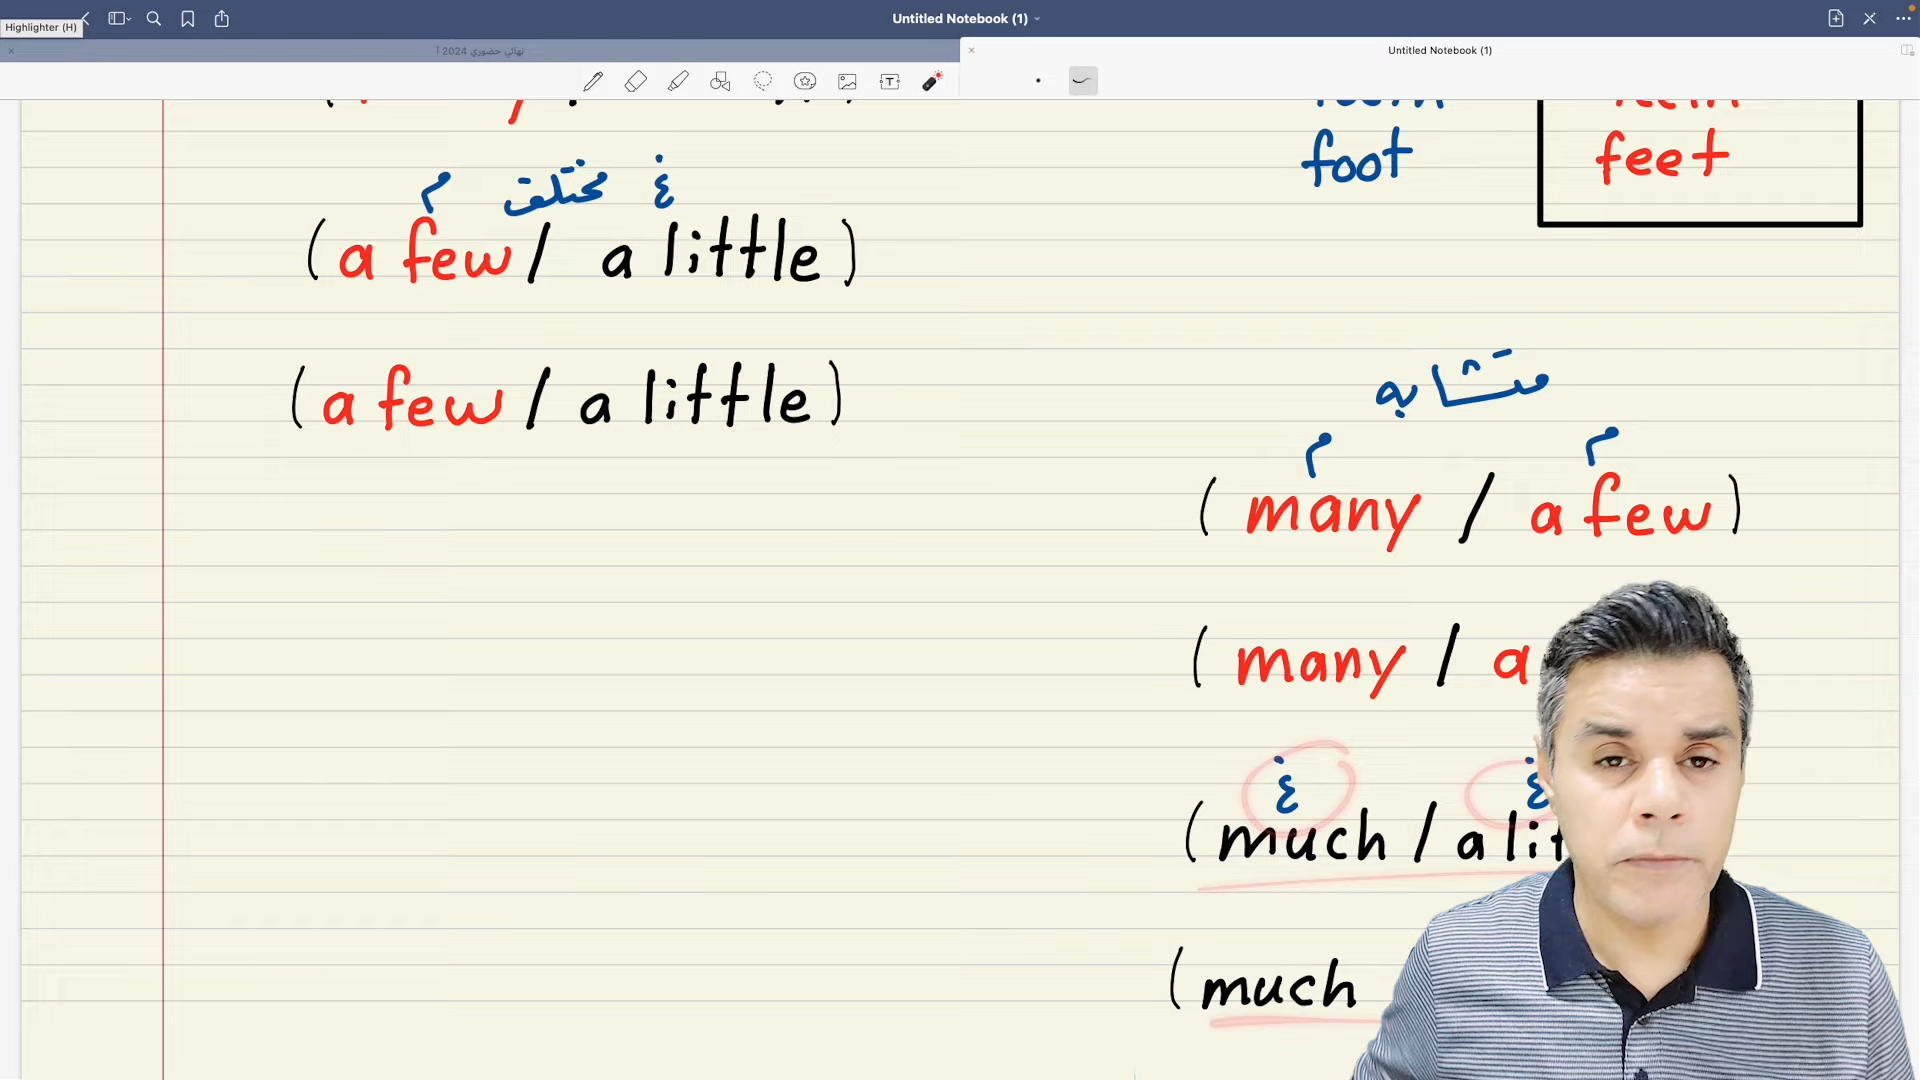 Untitled Notebook (1)
Highlighter (H)
نهائي حضوري 2024 أ
Untitled Notebook (1)
foot
feet
م مختلف غ
(a few / a little)
(a few / a little)
متشابه
م م
(many / a few)
(many / a
غ غ
(much / a lit
(much